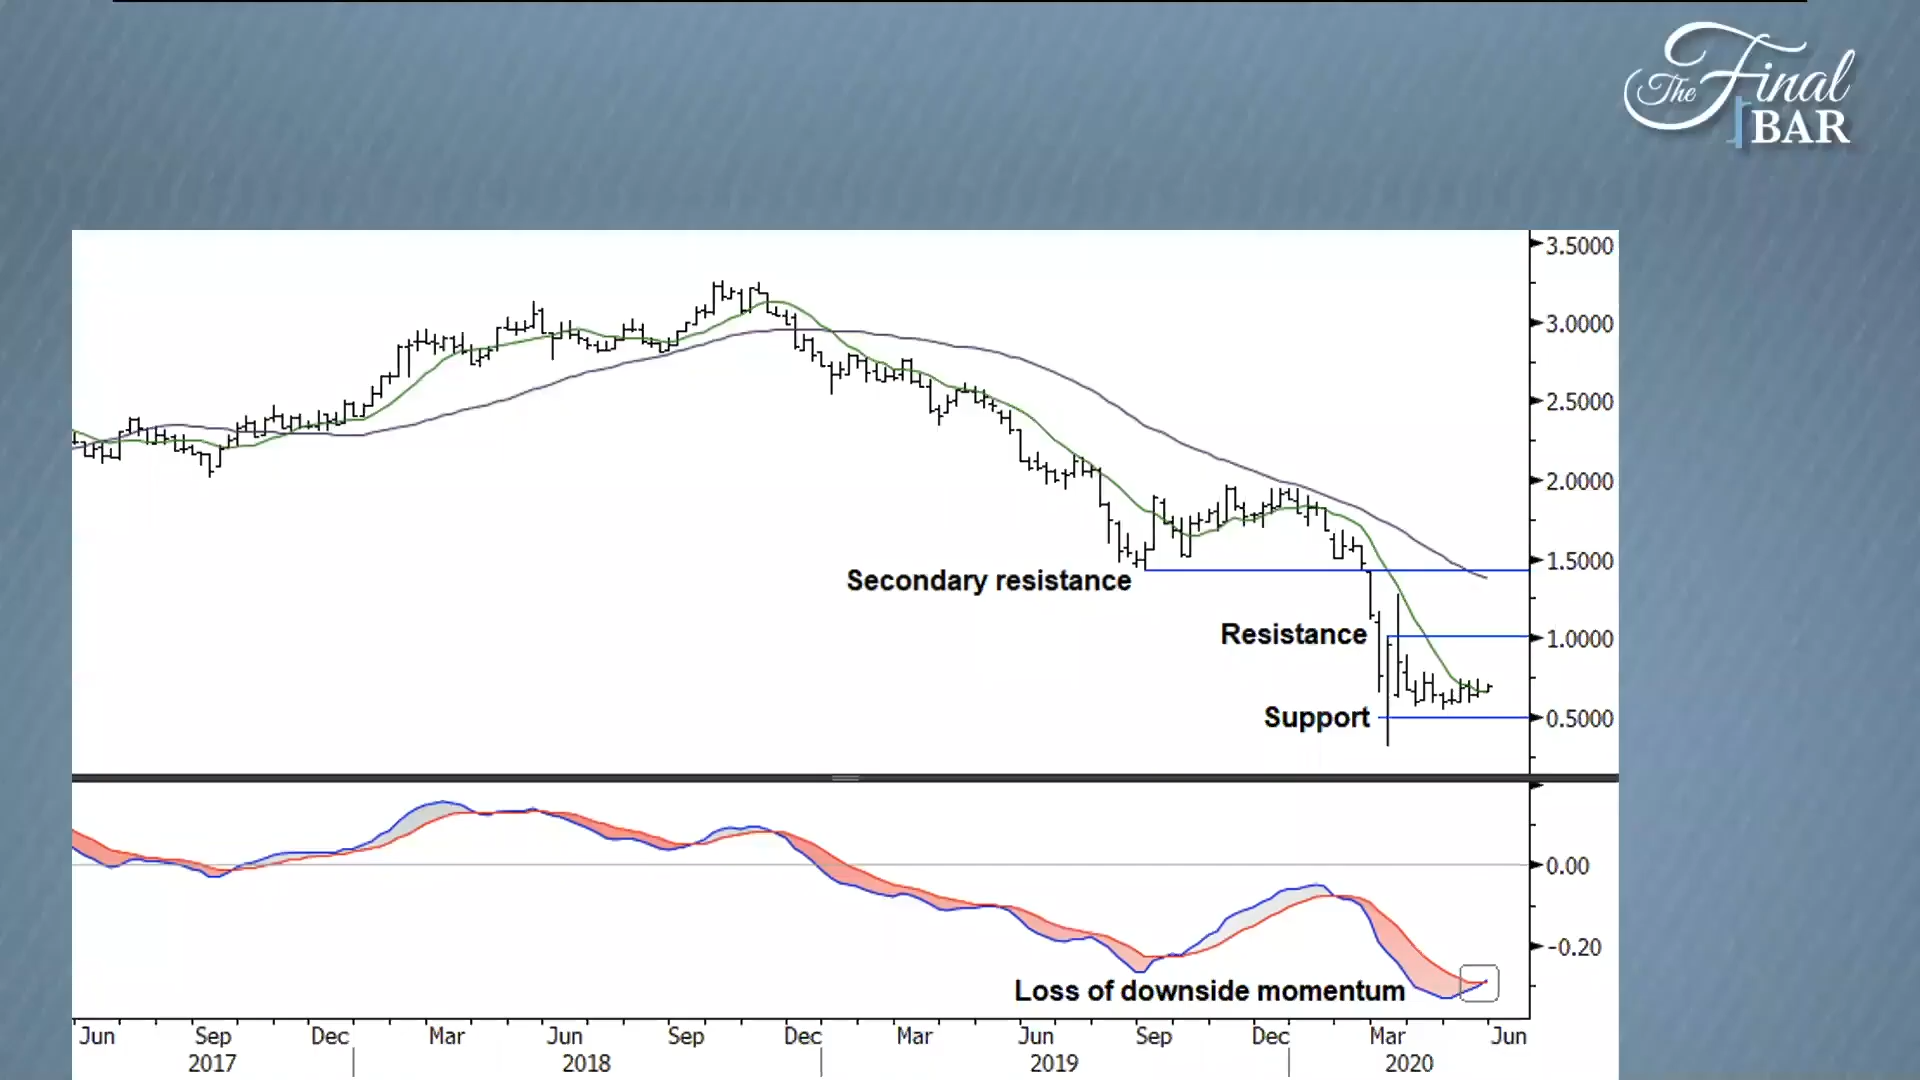 The Final
BAR
3.5000
3.0000
2.5000
2.0000
1.5000
Secondary resistance
Resistance
1.0000
Support
0.5000
0.00
-0.20
Loss of downside momentum
Jun Sep Dec Mar Jun Sep Dec Mar Jun Sep Dec Mar Jun
2017 2018 2019 2020